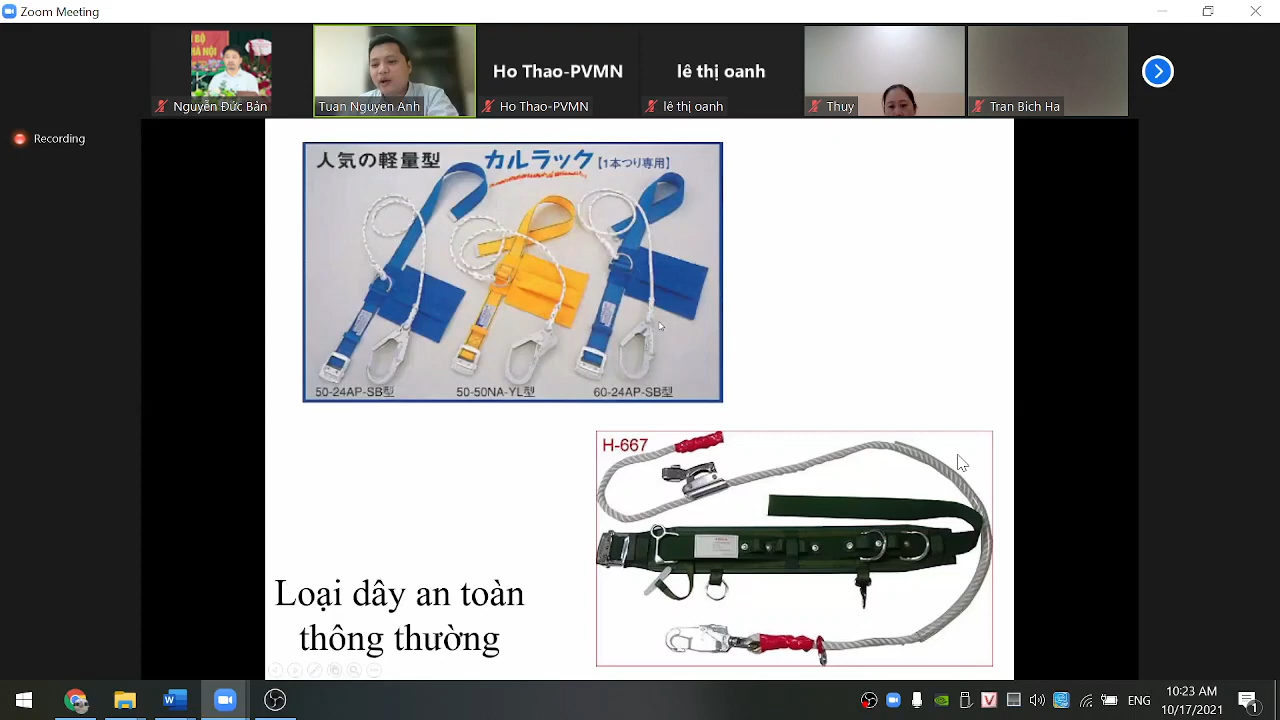 Zoom Meeting
Nguyễn Đức Bản
Tuan Nguyen Anh
Ho Thao-PVMN
Ho Thao-PVMN
lê thị oanh
lê thị oanh
Thuy
Tran Bich Ha
Recording
人気の軽量型 カルラック【1本つり専用】
50-24AP-SB型 50-50NA-YL型 60-24AP-SB型
H-667
Loại dây an toàn
thông thường
ENG
10:23 AM
10/17/2021